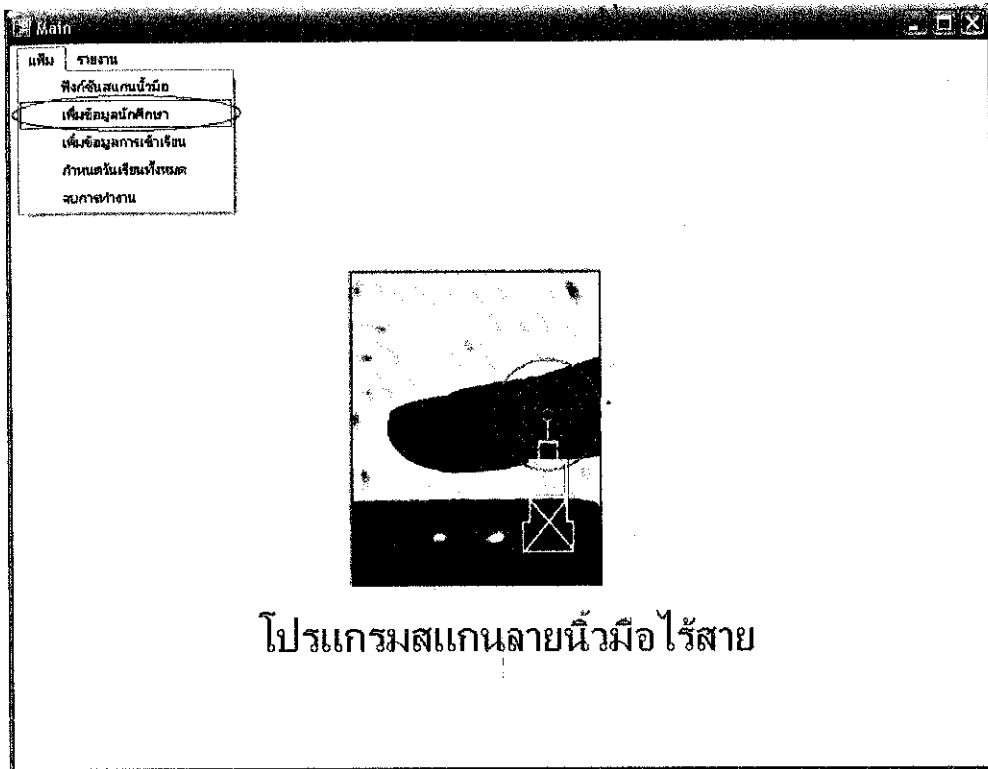 Main
แฟ้ม รายงาน
ฟังก์ชันสแกนนิ้วมือ
เพิ่มข้อมูลนักศึกษา
เพิ่มข้อมูลการเข้าเรียน
กำหนดวันเรียนทั้งหมด
จบการทำงาน
โปรแกรมสแกนลายนิ้วมือไร้สาย